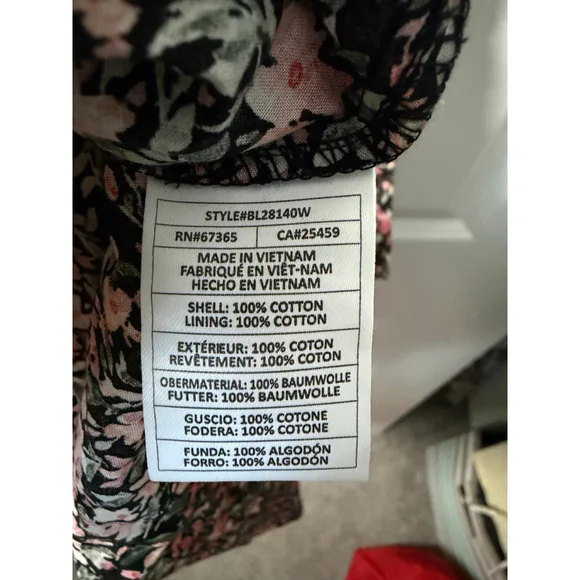 STYLE#BL28140W
RN#67365 CA#25459
MADE IN VIETNAM
FABRIQUÉ EN VIÊT-NAM
HECHO EN VIETNAM
SHELL: 100% COTTON
LINING: 100% COTTON
EXTÉRIEUR: 100% COTON
REVÊTEMENT: 100% COTON
OBERMATERIAL: 100% BAUMWOLLE
FUTTER: 100% BAUMWOLLE
GUSCIO: 100% COTONE
FODERA: 100% COTONE
FUNDA: 100% ALGODÓN
FORRO: 100% ALGODÓN